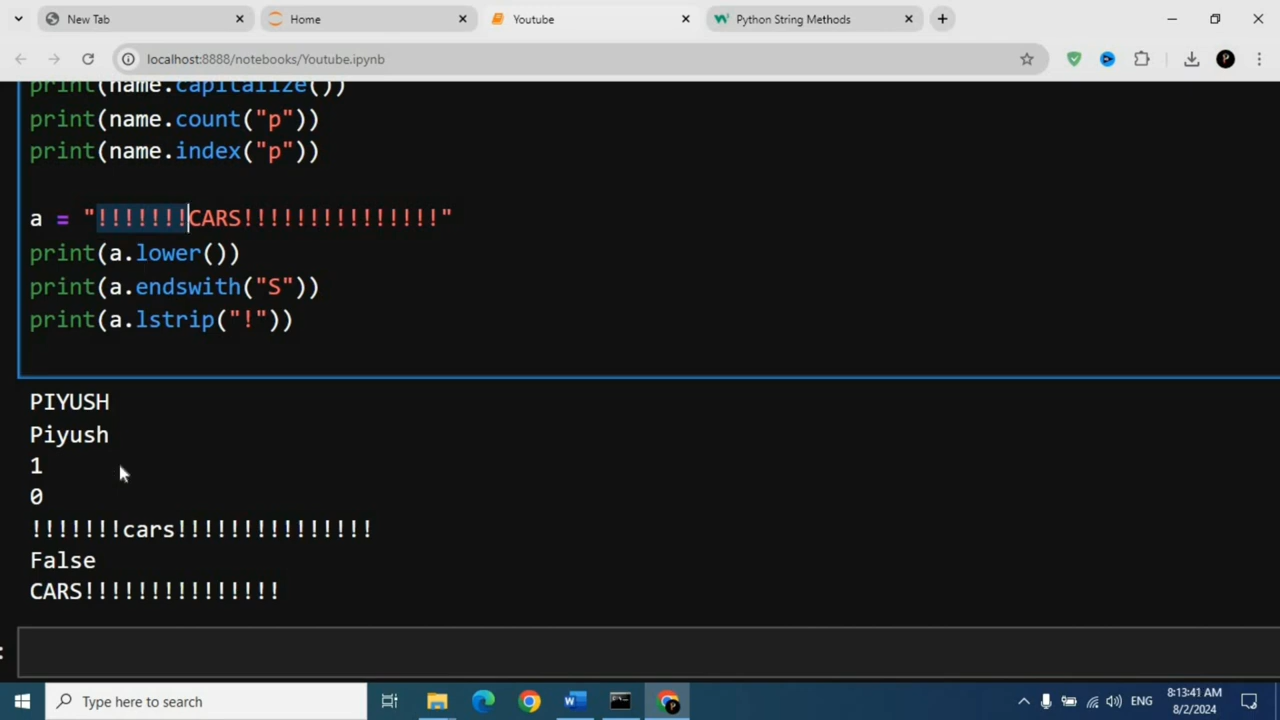 New Tab
Home
Youtube
Python String Methods
localhost:8888/notebooks/Youtube.ipynb
print(name.capitalize())
print(name.count("p"))
print(name.index("p"))
a = "!!!!!!!CARS!!!!!!!!!!!!!!!"
print(a.lower())
print(a.endswith("S"))
print(a.lstrip("!"))
PIYUSH
Piyush
1
0
!!!!!!!cars!!!!!!!!!!!!!!!
False
CARS!!!!!!!!!!!!!!!
:
Type here to search
ENG
8:13:41 AM
8/2/2024